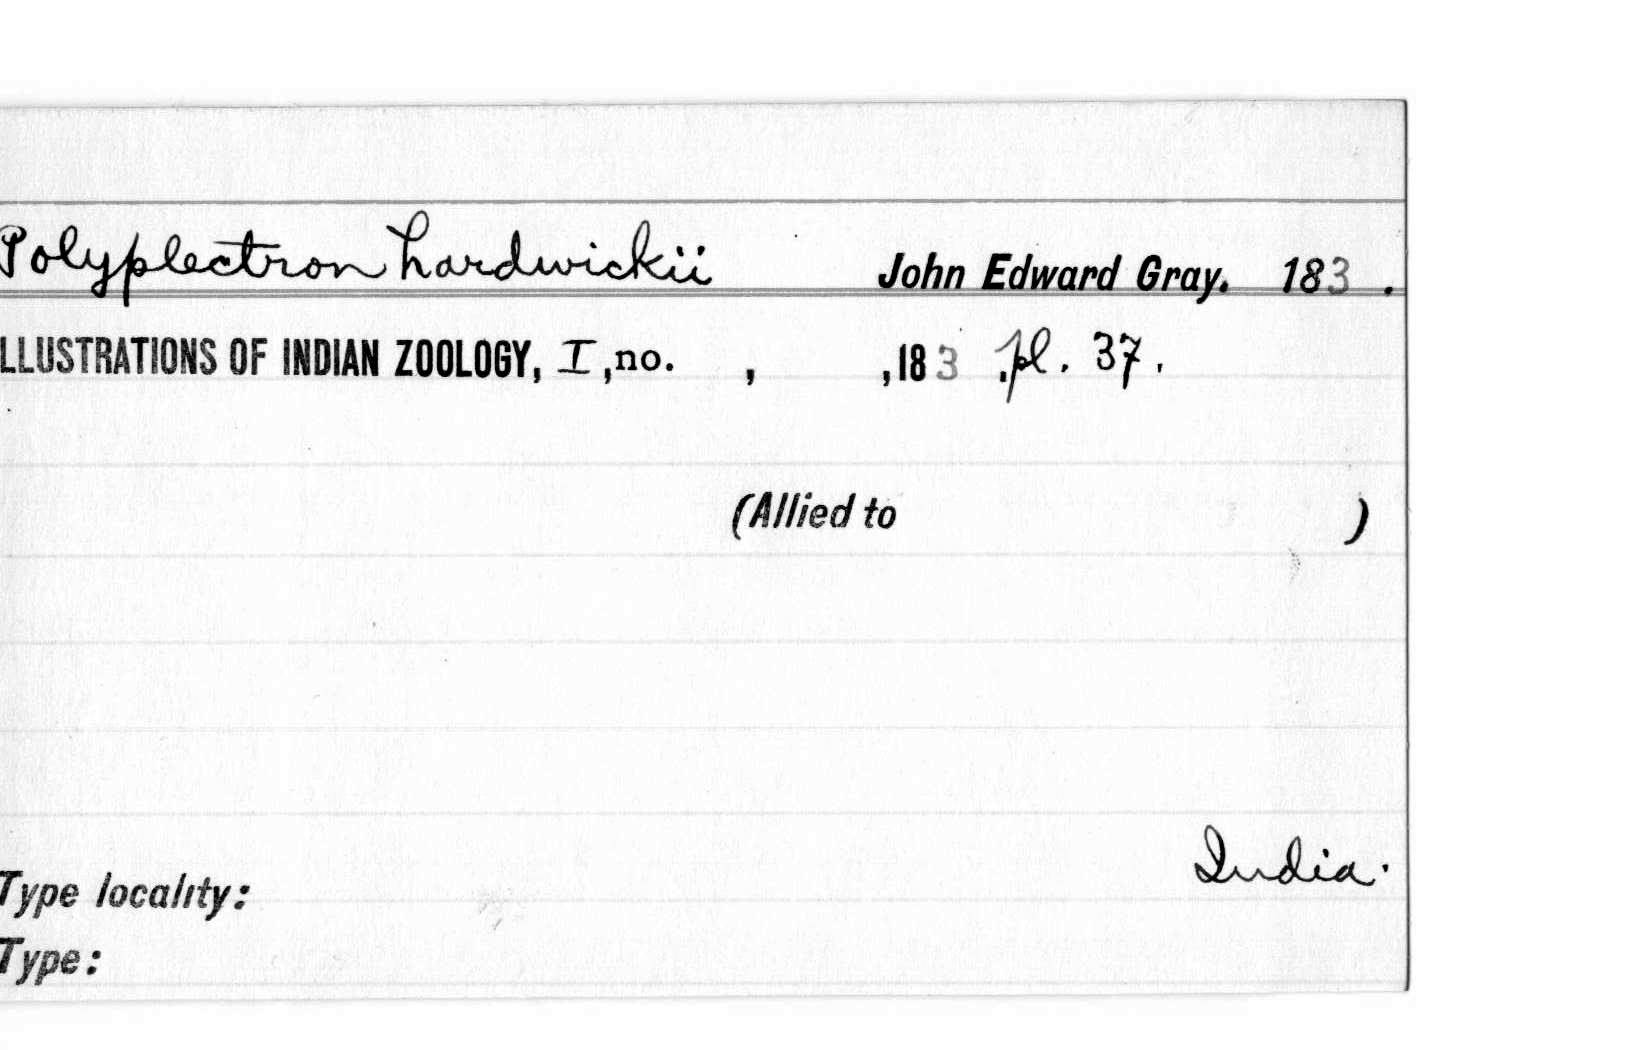 Polyplectron hardwickii John Edward Gray. 183 .
LLUSTRATIONS OF INDIAN ZOOLOGY, I, no. , , 183 . pl. 37.
(Allied to )
India.
Type locality:
Type: